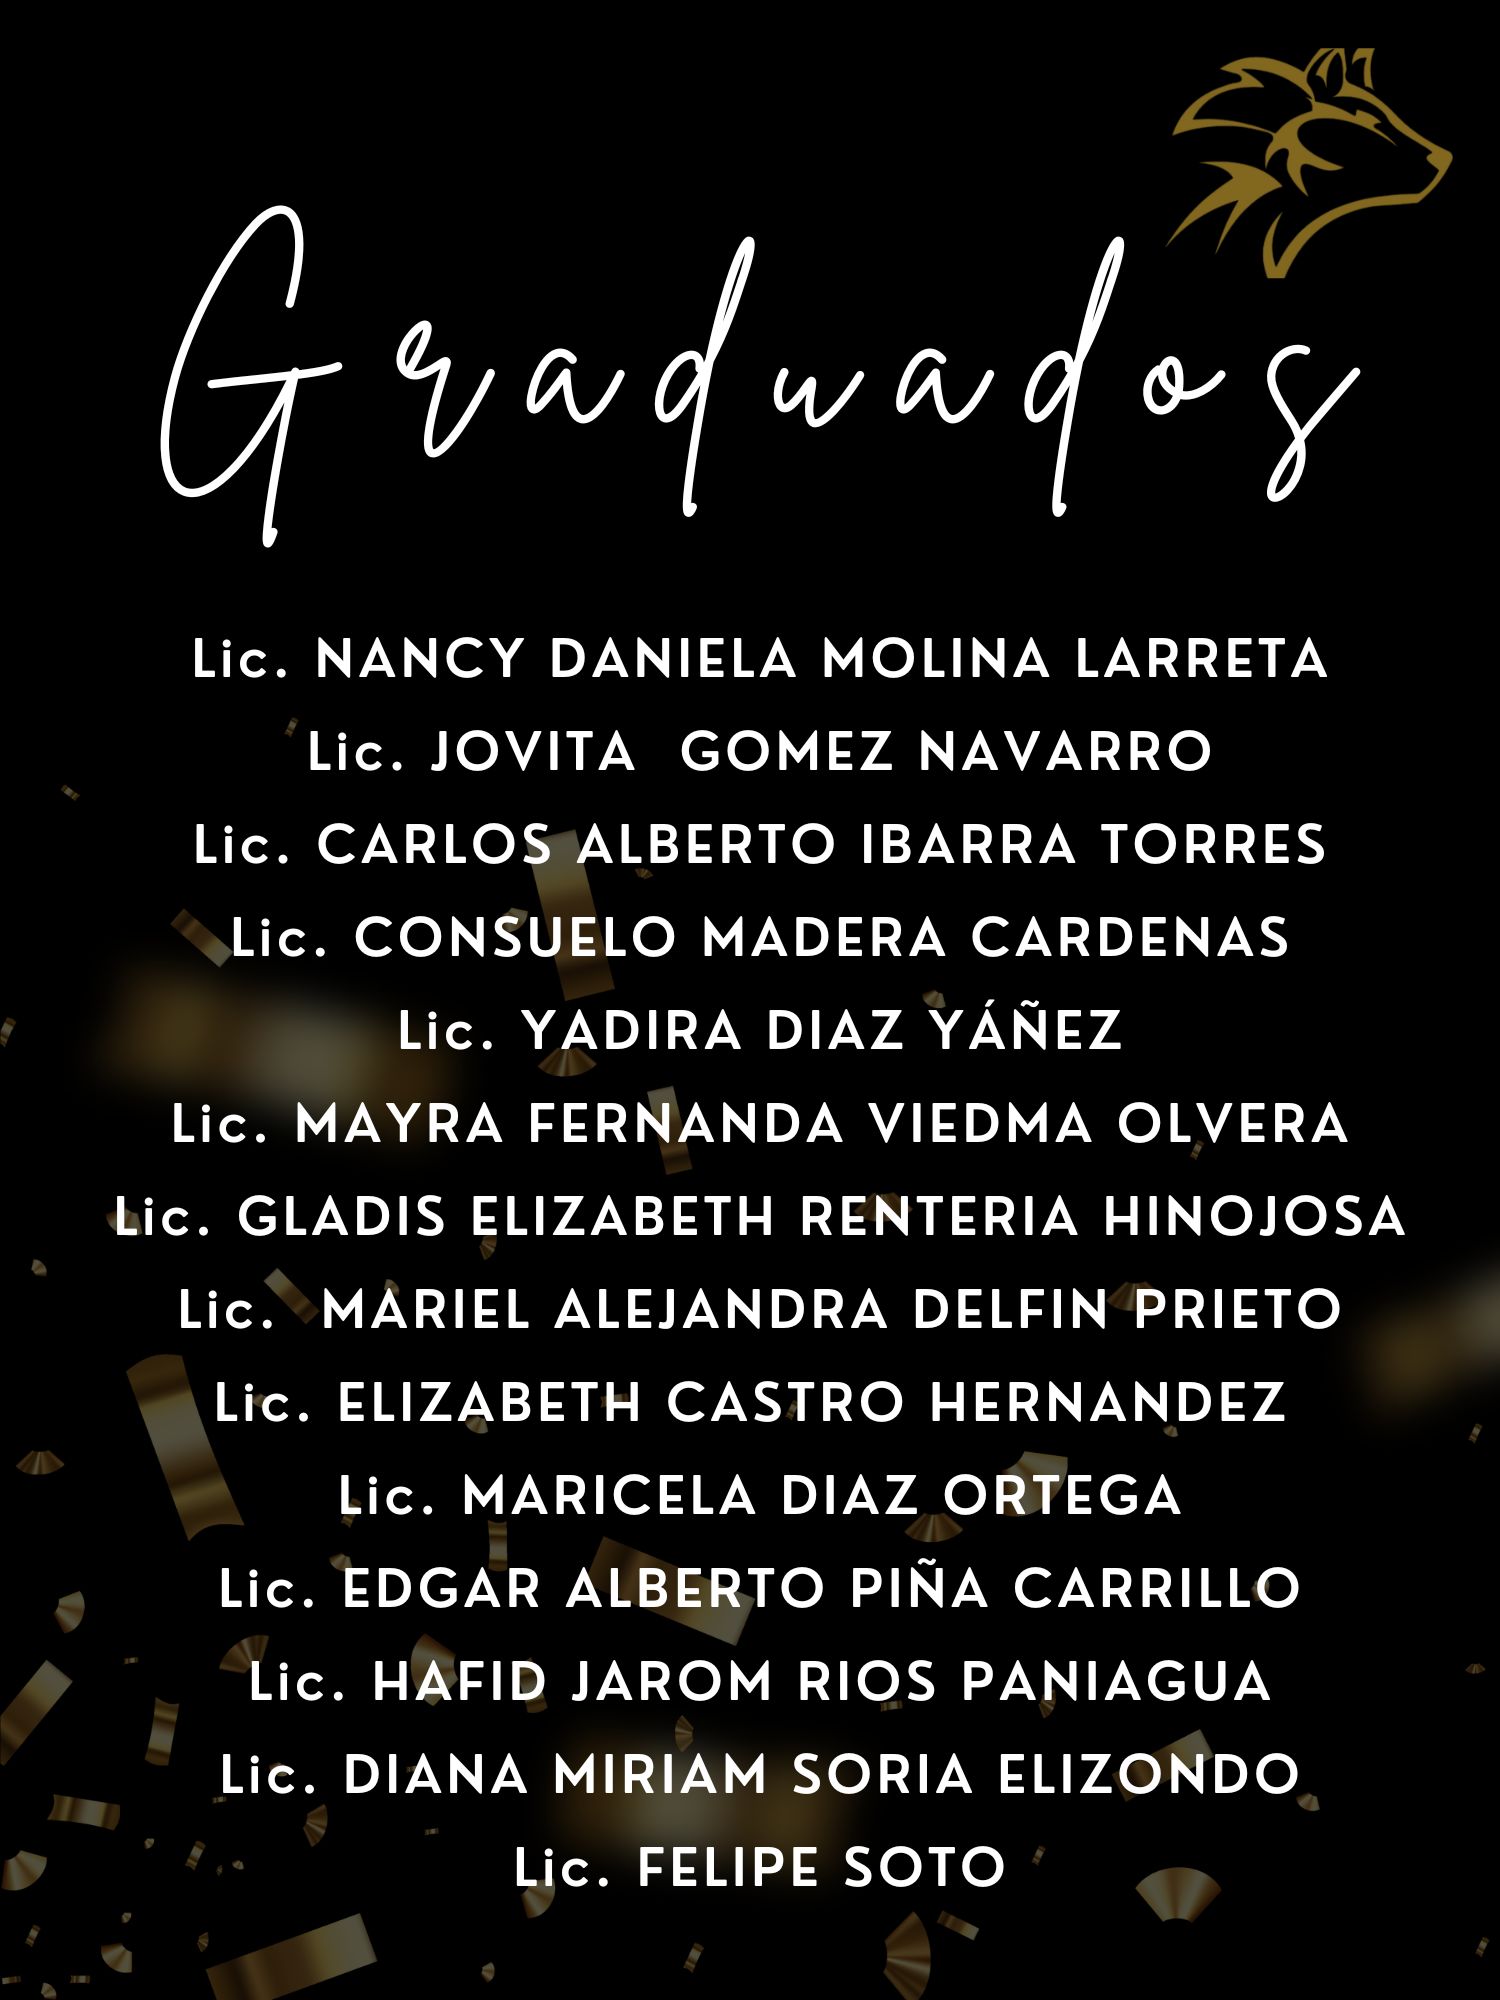 Graduados
Lic. NANCY DANIELA MOLINA LARRETA
Lic. JOVITA  GOMEZ NAVARRO
Lic. CARLOS ALBERTO IBARRA TORRES
Lic. CONSUELO MADERA CARDENAS
Lic. YADIRA DIAZ YÁÑEZ
Lic. MAYRA FERNANDA VIEDMA OLVERA
Lic. GLADIS ELIZABETH RENTERIA HINOJOSA
Lic.  MARIEL ALEJANDRA DELFIN PRIETO
Lic. ELIZABETH CASTRO HERNANDEZ
Lic. MARICELA DIAZ ORTEGA
Lic. EDGAR ALBERTO PIÑA CARRILLO
Lic. HAFID JAROM RIOS PANIAGUA
Lic. DIANA MIRIAM SORIA ELIZONDO
Lic. FELIPE SOTO